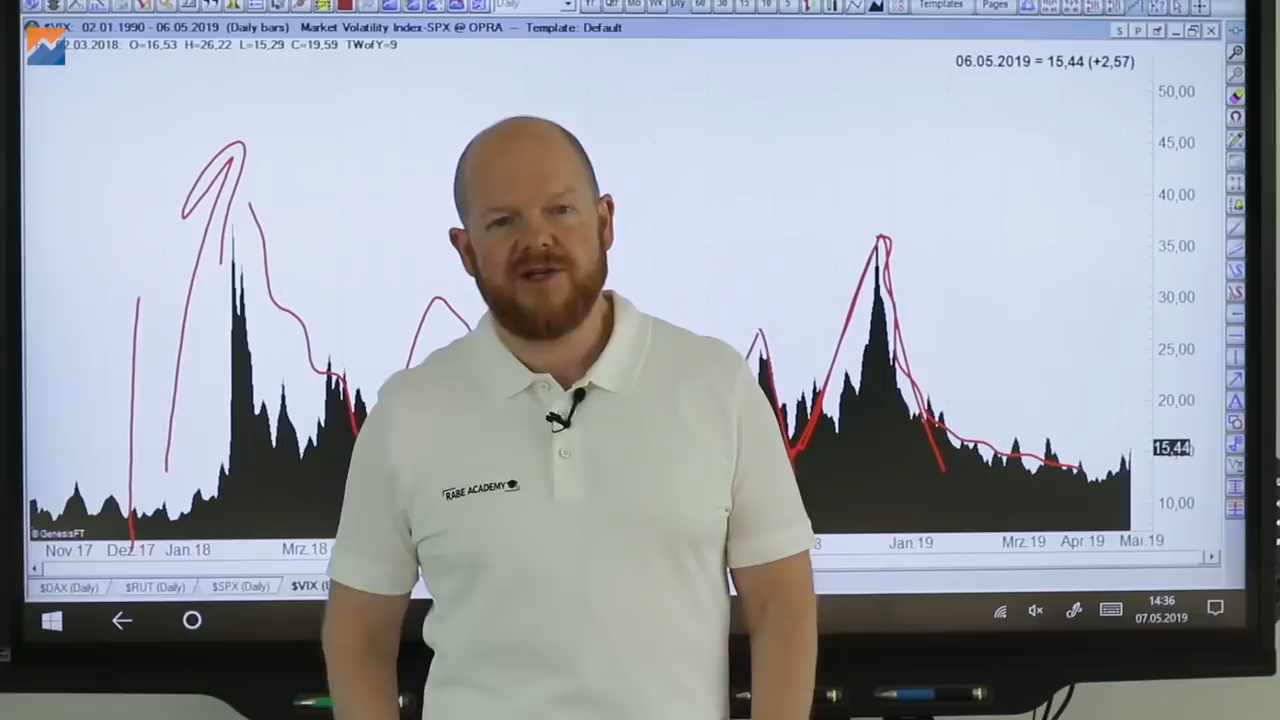 Daily
Templates
Pages
$VIX: 02.01.1990 - 06.05.2019 (Daily bars) Market Volatility Index-SPX @ OPRA – Template: Default
S P
02.03.2018: O=16,53 H=26,22 L=15,29 C=19,59 TWofY=9
06.05.2019 = 15,44 (+2,57)
50,00
45,00
40,00
35,00
30,00
25,00
20,00
15,44
10,00
RABE ACADEMY
© GenesisFT
Nov.17 Dez.17 Jan.18 Mrz.18 Jan.19 Mrz.19 Apr.19 Mai.19
$DAX (Daily) $RUT (Daily) $SPX (Daily) $VIX
14:36
07.05.2019